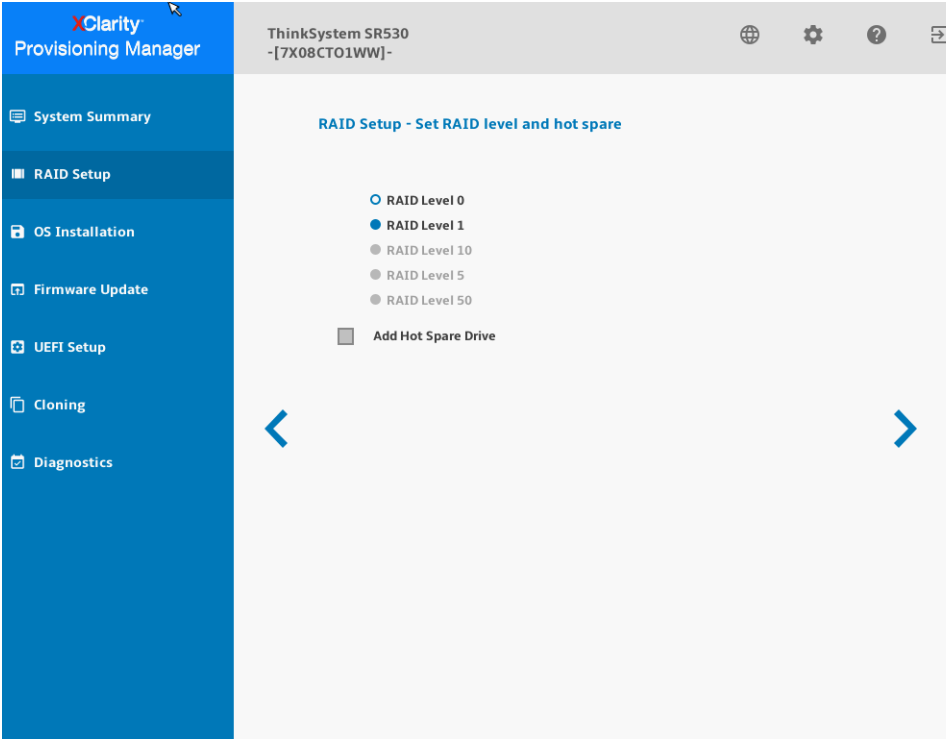 XClarity
Provisioning Manager
ThinkSystem SR530
-[7X08CTO1WW]-
System Summary
RAID Setup
OS Installation
Firmware Update
UEFI Setup
Cloning
Diagnostics
RAID Setup - Set RAID level and hot spare
RAID Level 0
RAID Level 1
RAID Level 10
RAID Level 5
RAID Level 50
Add Hot Spare Drive